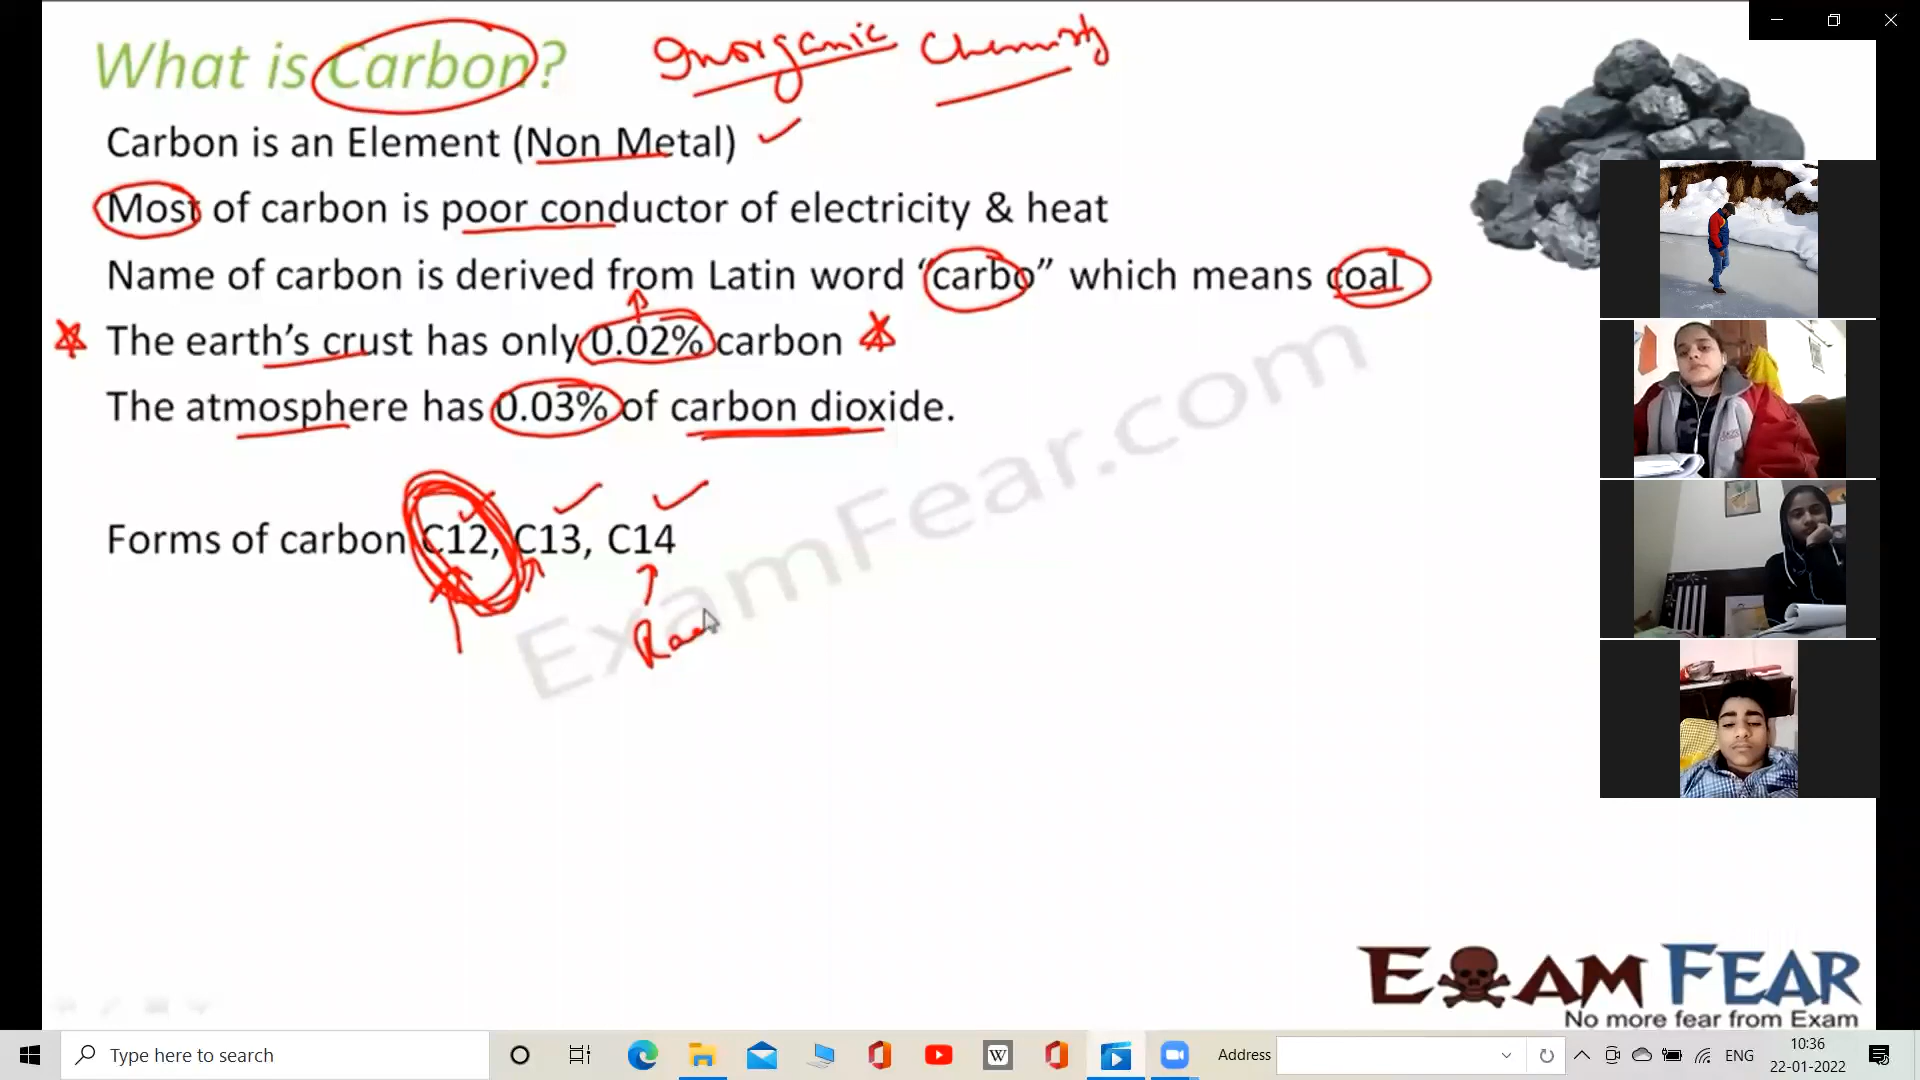 What is Carbon?
Inorganic Chemistry
Carbon is an Element (Non Metal)
Most of carbon is poor conductor of electricity & heat
Name of carbon is derived from Latin word “carbo” which means coal
The earth’s crust has only 0.02% carbon
The atmosphere has 0.03% of carbon dioxide.
Forms of carbon C12, C13, C14
ExamFear.com
EXAM FEAR
No more fear from Exam
Type here to search
W
Address
ENG
10:36
22-01-2022